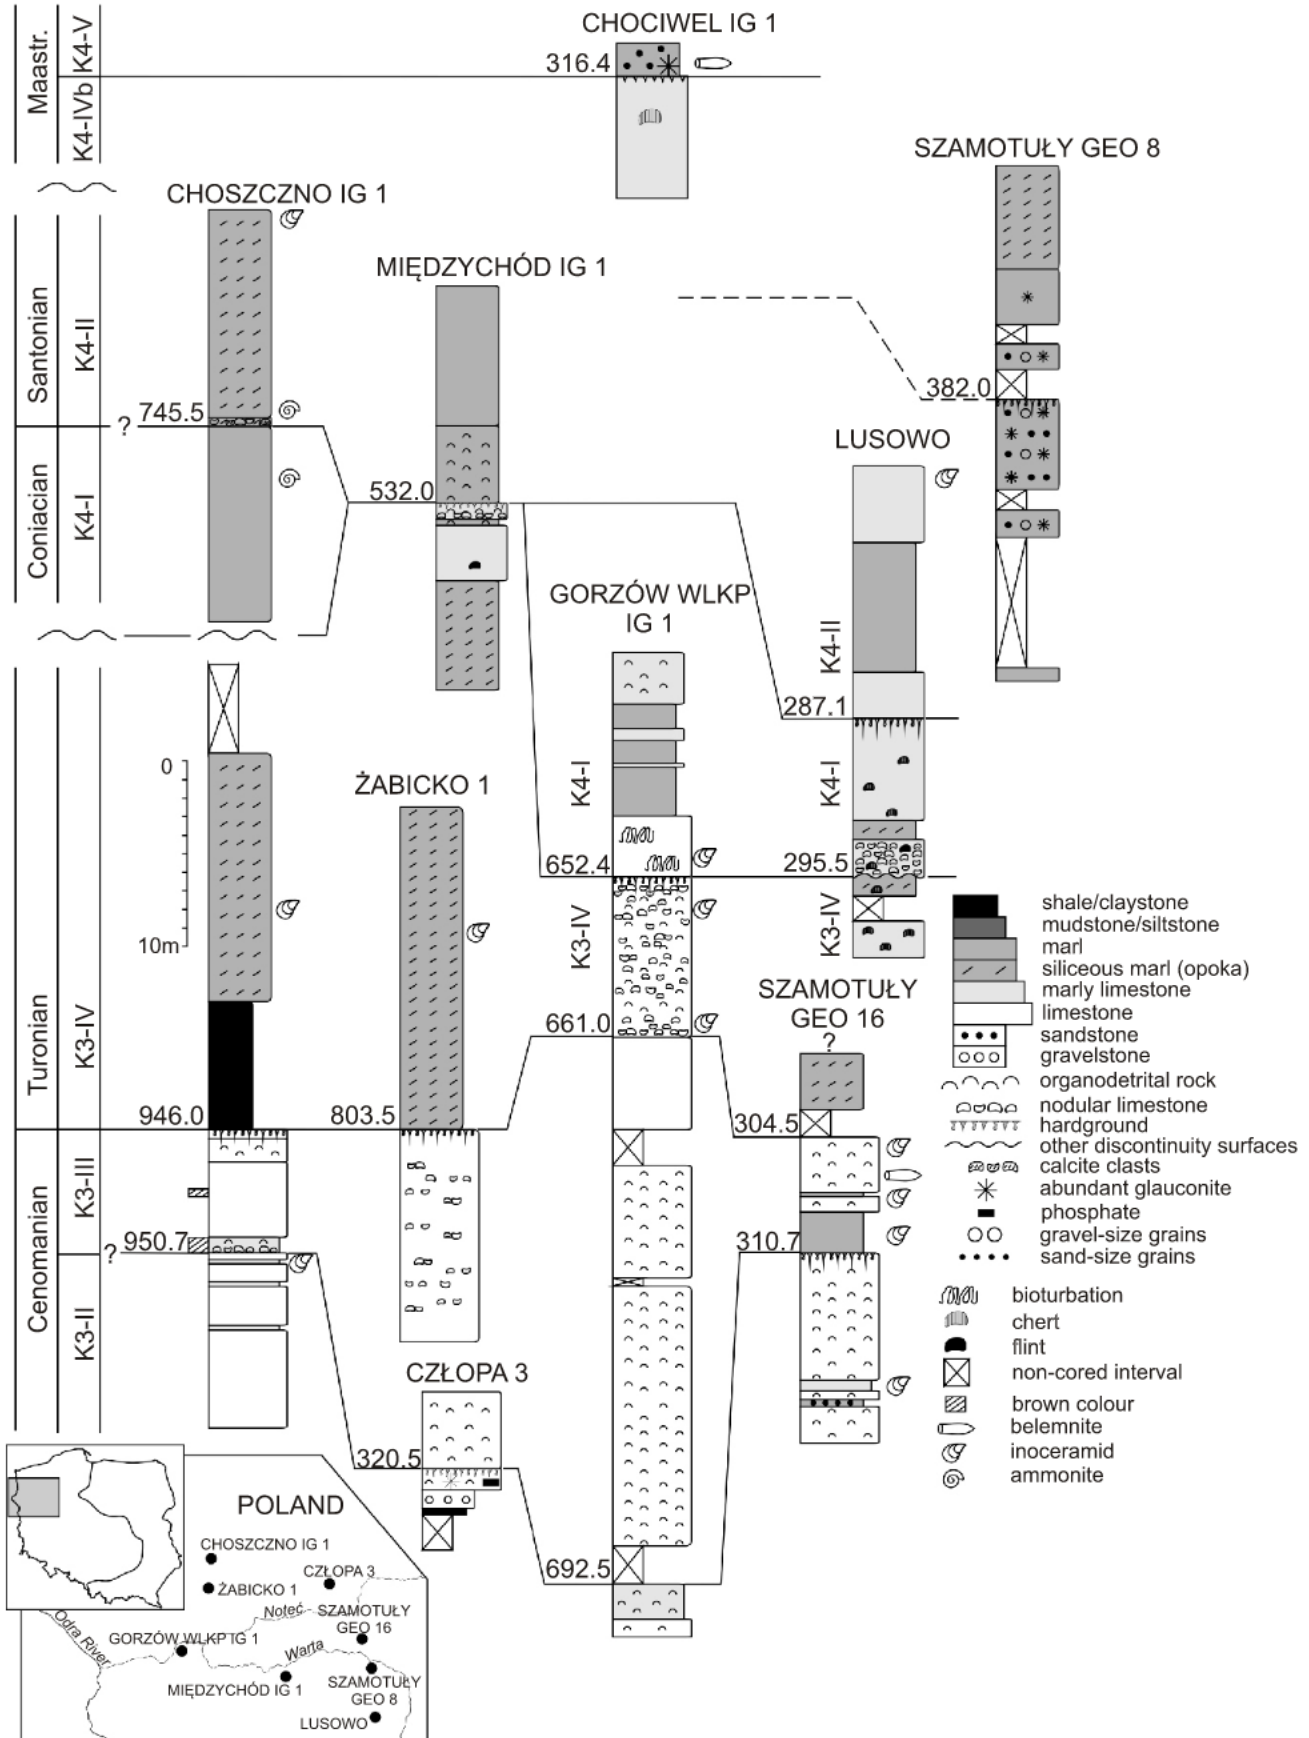 CHOCIWEL IG 1
Maastr.
K4-V
K4-IVb
316.4
SZAMOTUŁY GEO 8
CHOSZCZNO IG 1
MIĘDZYCHÓD IG 1
Santonian
K4-II
382.0
745.5
?
LUSOWO
Coniacian
K4-I
532.0
GORZÓW WLKP
IG 1
K4-II
287.1
0
ŻABICKO 1
K4-I
K4-I
652.4
295.5
10m
K3-IV
K3-IV
SZAMOTUŁY
GEO 16
?
Turonian
K3-IV
661.0
946.0
803.5
304.5
Cenomanian
K3-III
?
950.7
310.7
K3-II
CZŁOPA 3
320.5
692.5
shale/claystone
mudstone/siltstone
marl
siliceous marl (opoka)
marly limestone
limestone
sandstone
gravelstone
organodetrital rock
nodular limestone
hardground
other discontinuity surfaces
calcite clasts
abundant glauconite
phosphate
gravel-size grains
sand-size grains
bioturbation
chert
flint
non-cored interval
brown colour
belemnite
inoceramid
ammonite
POLAND
CHOSZCZNO IG 1
CZŁOPA 3
ŻABICKO 1
Noteć
SZAMOTUŁY
GEO 16
Odra River
GORZÓW WLKP IG 1
Warta
MIĘDZYCHÓD IG 1
SZAMOTUŁY
GEO 8
LUSOWO